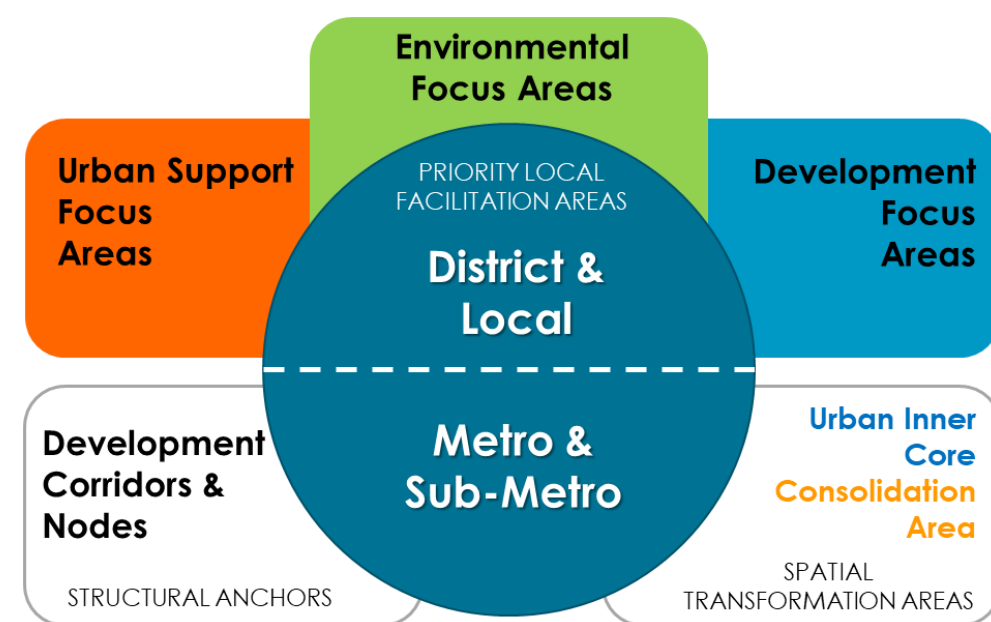 Environmental
Focus Areas
Urban Support
Focus
Areas
PRIORITY LOCAL
FACILITATION AREAS
Development
Focus
Areas
District &
Local
Development
Corridors &
Nodes
STRUCTURAL ANCHORS
Metro &
Sub-Metro
Urban Inner
Core
Consolidation
Area
SPATIAL
TRANSFORMATION AREAS